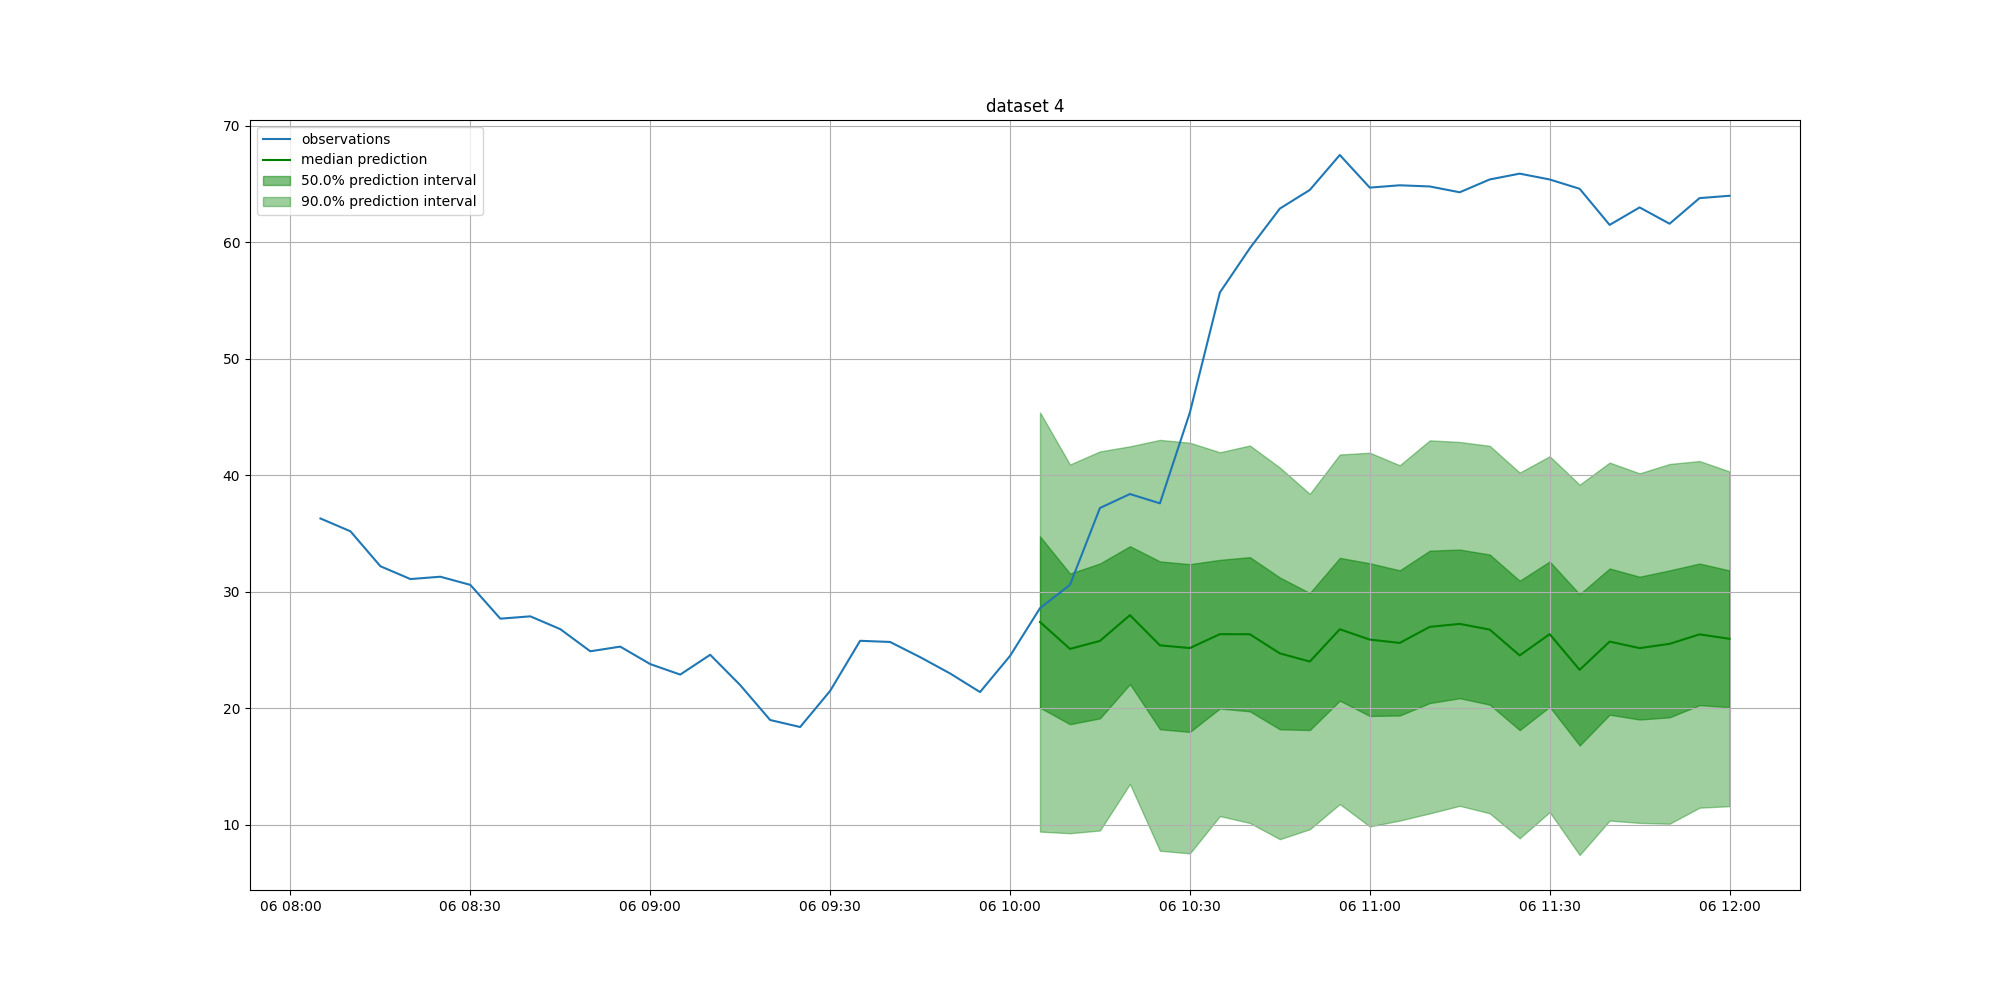 dataset 4
observations
median prediction
50.0% prediction interval
90.0% prediction interval
70
60
50
40
30
20
10
06 08:00 06 08:30 06 09:00 06 09:30 06 10:00 06 10:30 06 11:00 06 11:30 06 12:00